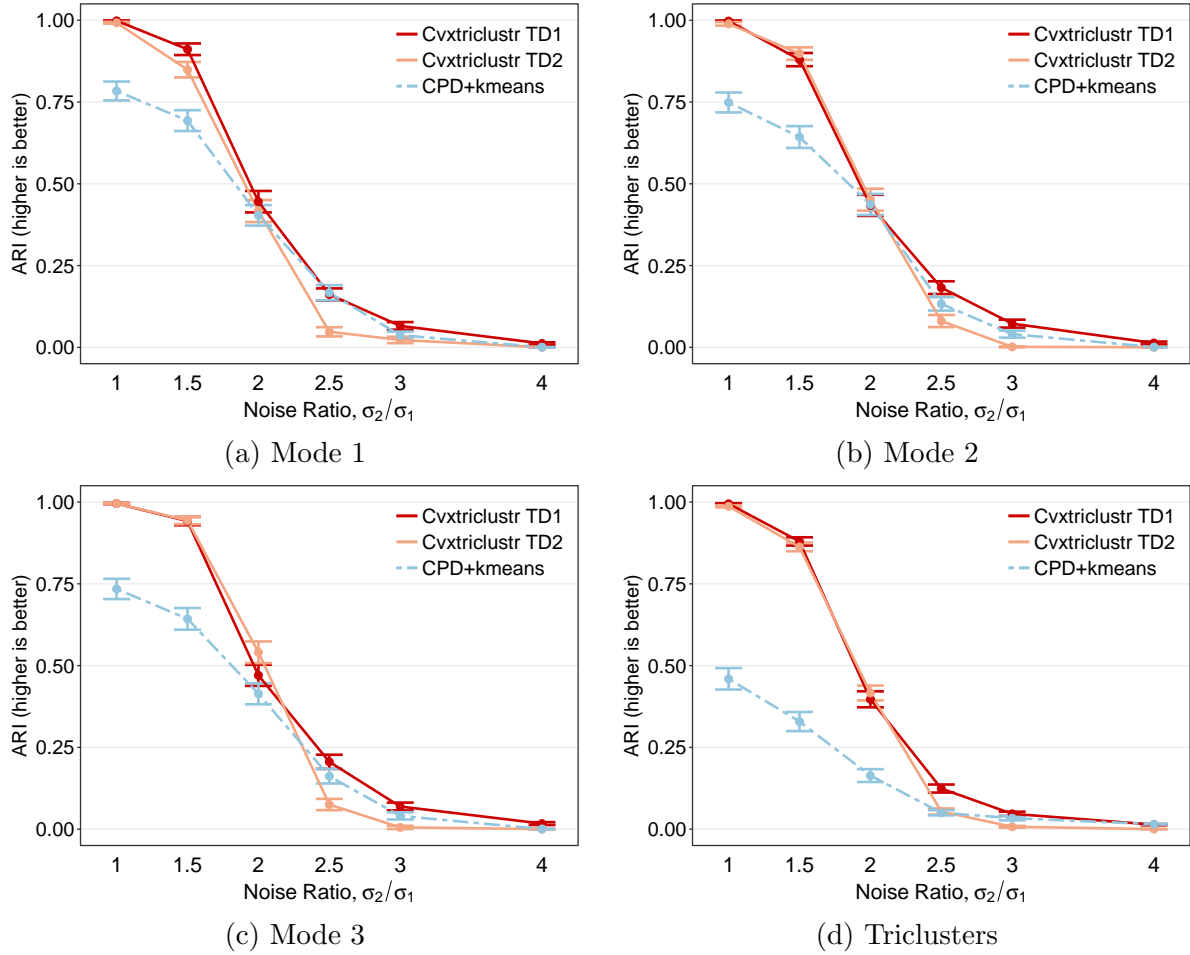 1.00
0.75
0.50
0.25
0.00
ARI (higher is better)
Cvxtriclustr TD1
Cvxtriclustr TD2
CPD+kmeans
1 1.5 2 2.5 3 4
Noise Ratio, σ₂/σ₁
(a) Mode 1
1.00
0.75
0.50
0.25
0.00
ARI (higher is better)
Cvxtriclustr TD1
Cvxtriclustr TD2
CPD+kmeans
1 1.5 2 2.5 3 4
Noise Ratio, σ₂/σ₁
(b) Mode 2
1.00
0.75
0.50
0.25
0.00
ARI (higher is better)
Cvxtriclustr TD1
Cvxtriclustr TD2
CPD+kmeans
1 1.5 2 2.5 3 4
Noise Ratio, σ₂/σ₁
(c) Mode 3
1.00
0.75
0.50
0.25
0.00
ARI (higher is better)
Cvxtriclustr TD1
Cvxtriclustr TD2
CPD+kmeans
1 1.5 2 2.5 3 4
Noise Ratio, σ₂/σ₁
(d) Triclusters